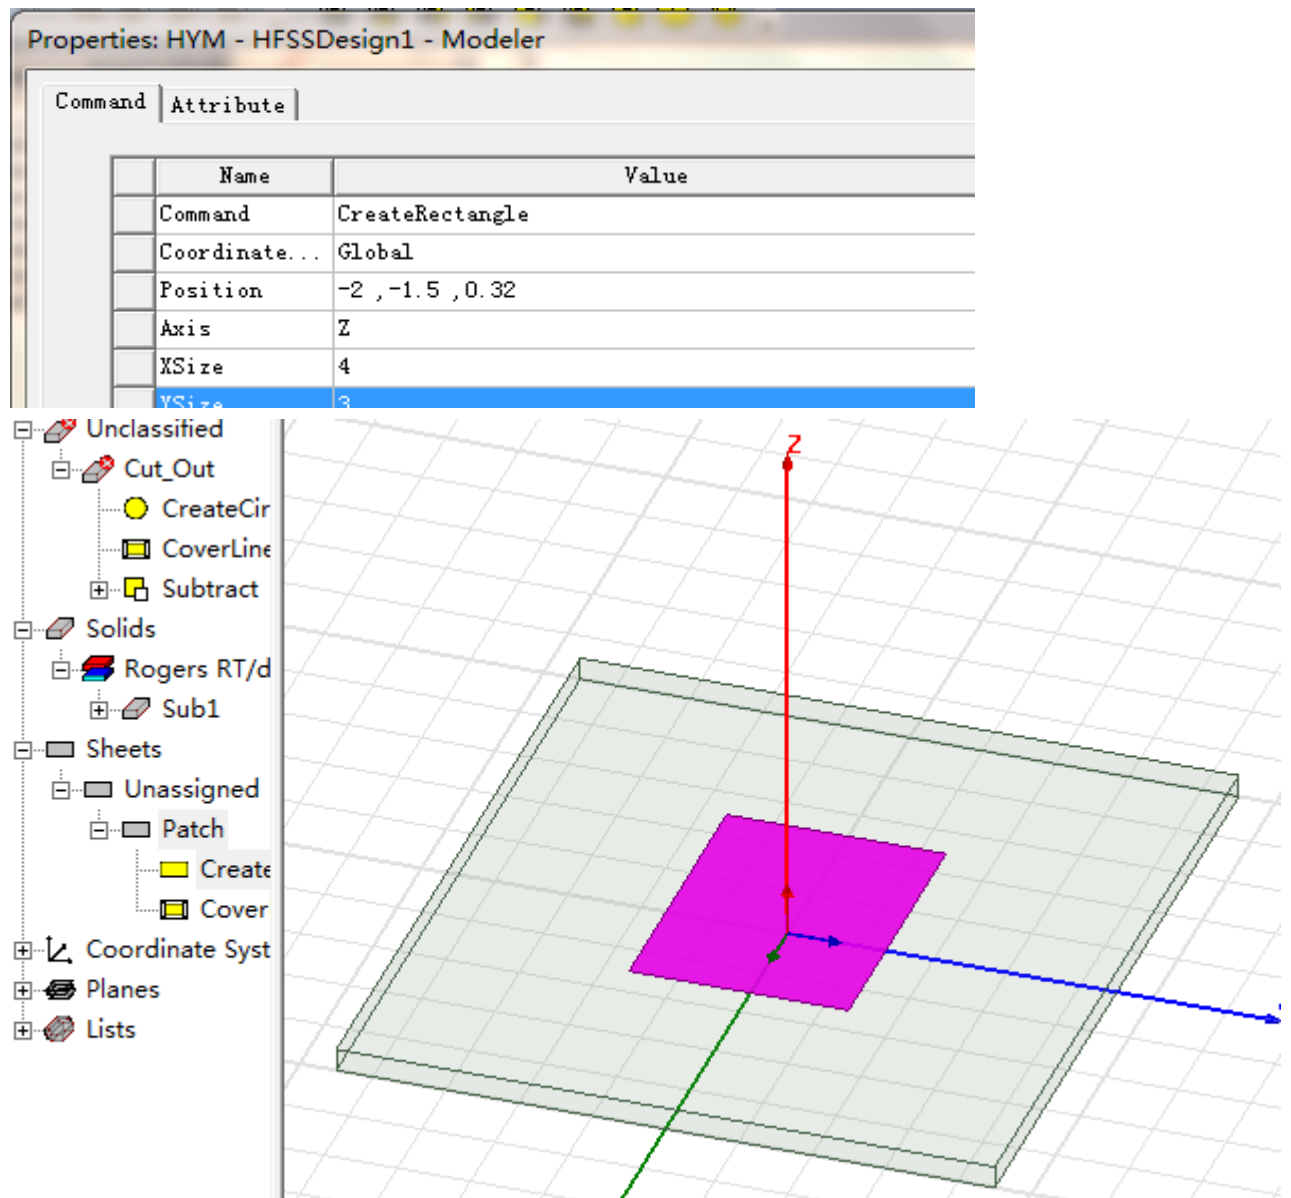 Properties: HYM - HFSSDesign1 - Modeler
Command Attribute
Name Value
Command CreateRectangle
Coordinate... Global
Position -2 ,-1.5 ,0.32
Axis Z
XSize 4
YSize 3
Unclassified
Cut_Out
CreateCir
CoverLine
Subtract
Solids
Rogers RT/d
Sub1
Sheets
Unassigned
Patch
Create
Cover
Coordinate Syst
Planes
Lists
Z